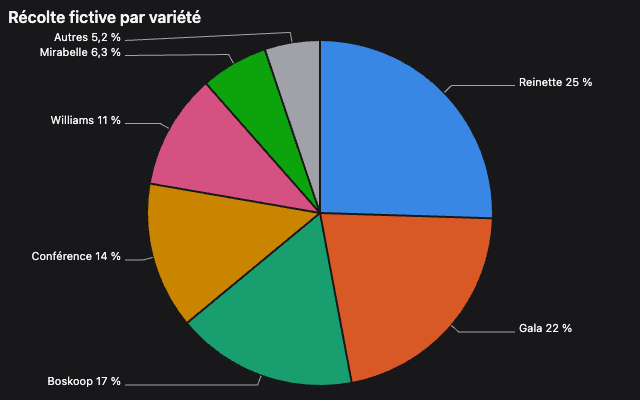 Récolte fictive par variété
Autres 5,2 %
Mirabelle 6,3 %
Reinette 25 %
Williams 11 %
Conférence 14 %
Gala 22 %
Boskoop 17 %